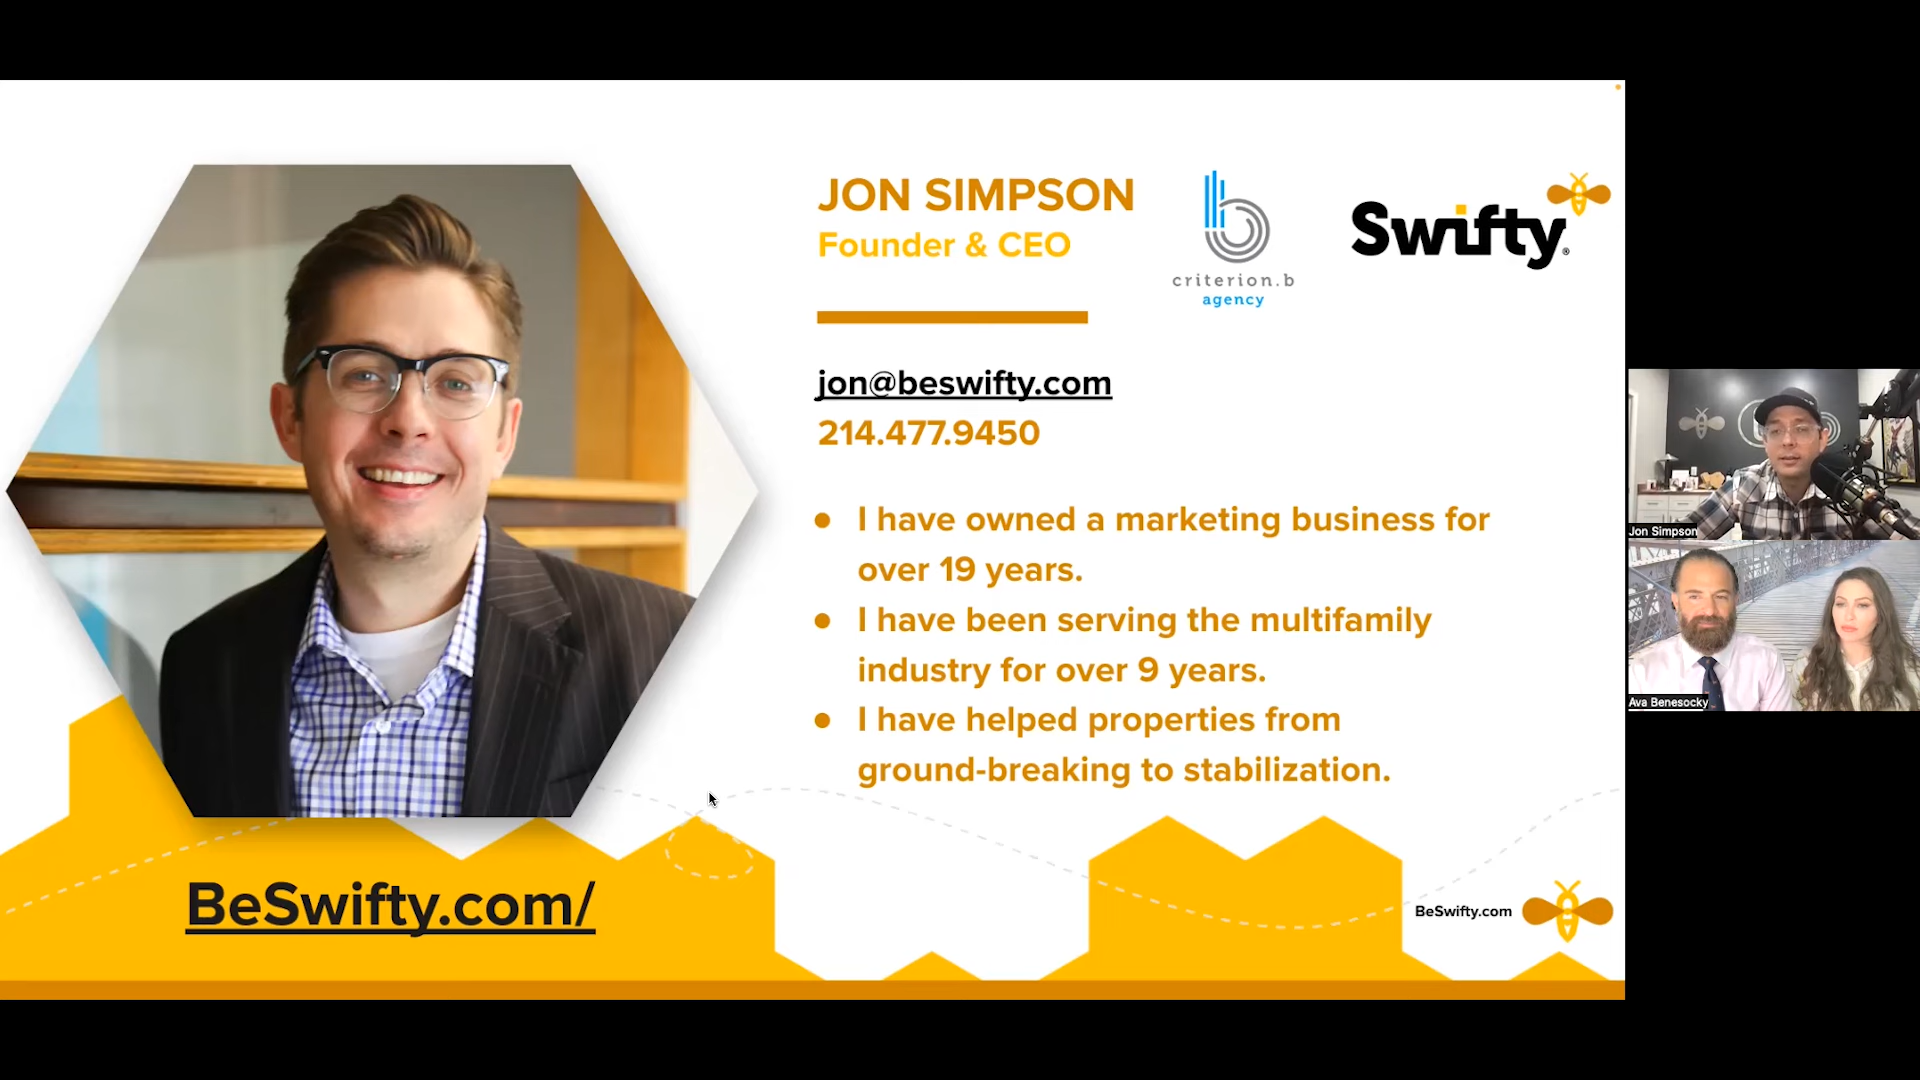 JON SIMPSON
Founder & CEO
criterion.b
agency
Swifty®
jon@beswifty.com
214.477.9450
● I have owned a marketing business for
over 19 years.
● I have been serving the multifamily
industry for over 9 years.
● I have helped properties from
ground-breaking to stabilization.
BeSwifty.com/
BeSwifty.com
Jon Simpson
Ava Benesocky